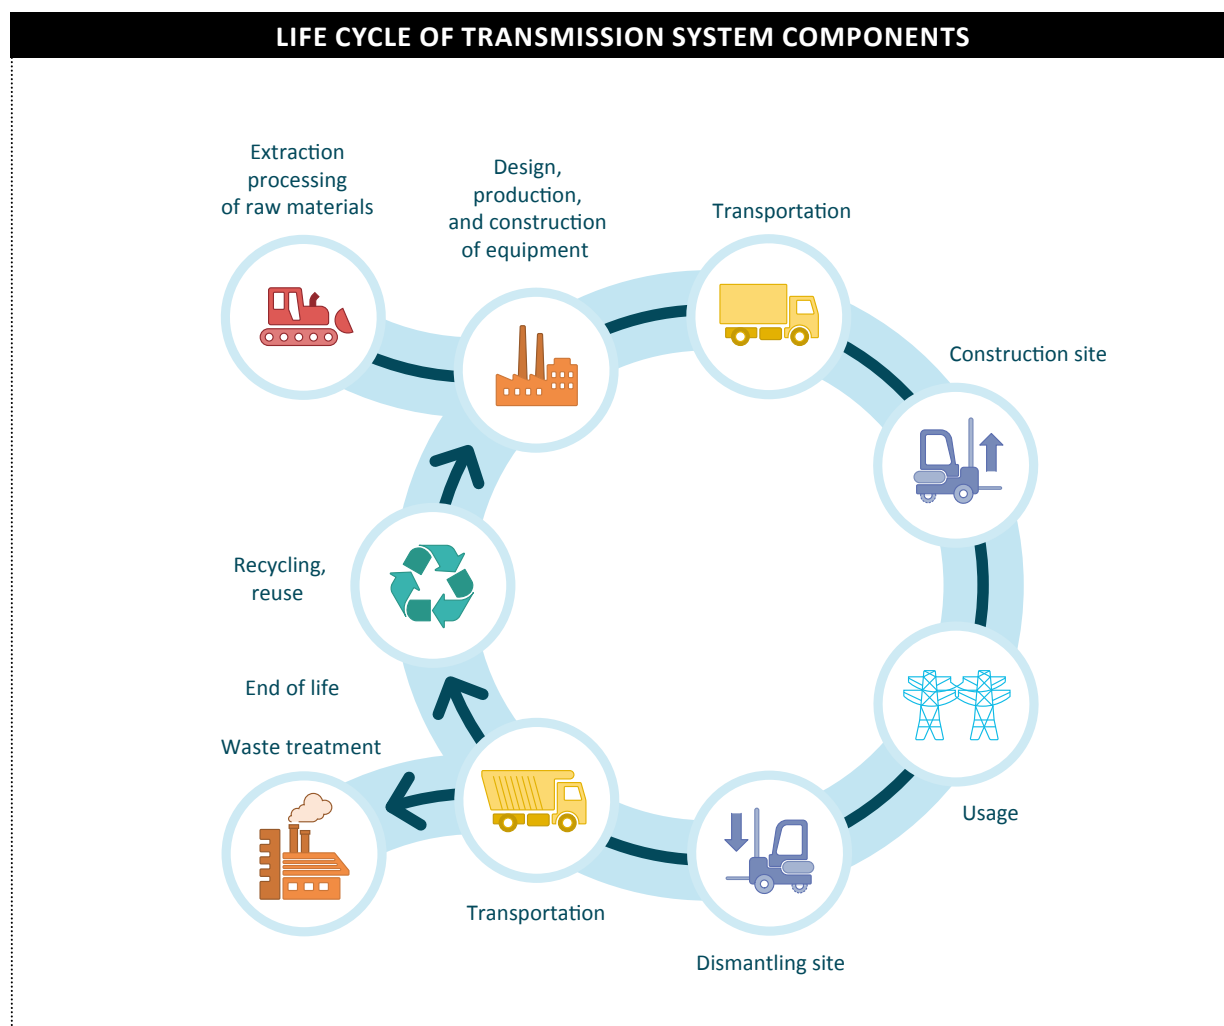 LIFE CYCLE OF TRANSMISSION SYSTEM COMPONENTS
Extraction
processing
of raw materials
Design,
production,
and construction
of equipment
Transportation
Construction site
Recycling,
reuse
End of life
Waste treatment
Usage
Transportation
Dismantling site